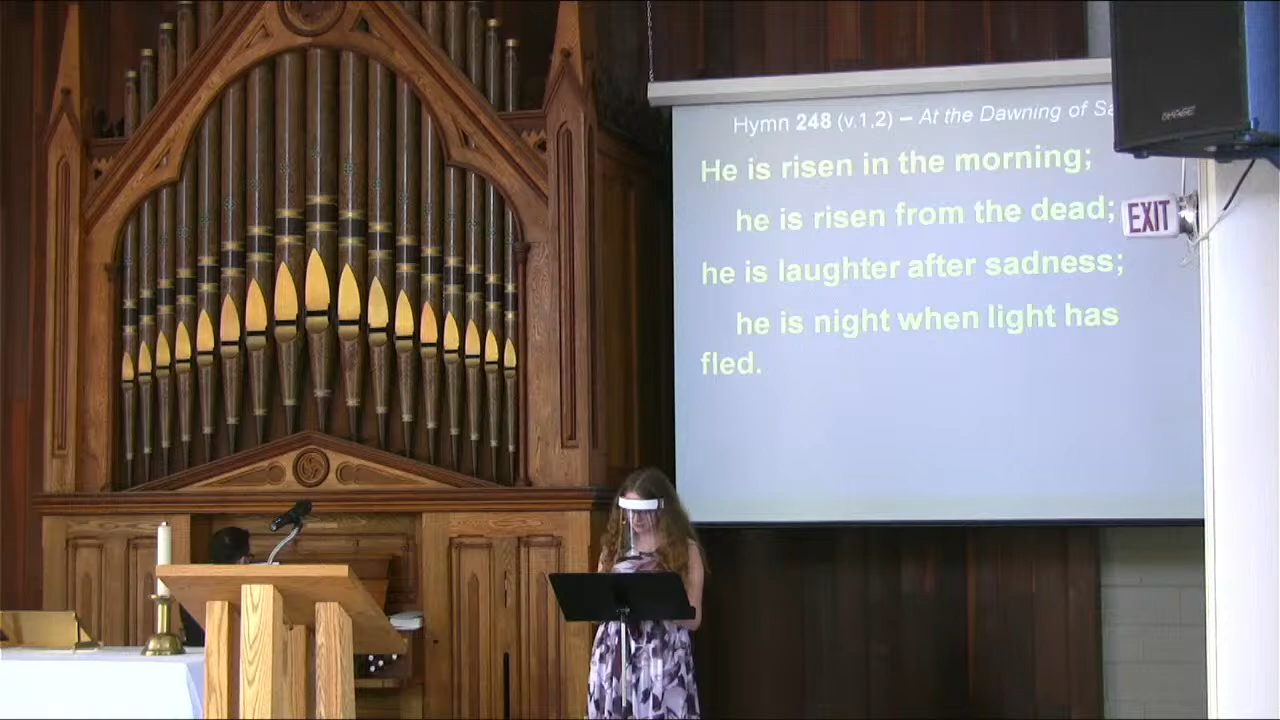 Hymn 248 (v.1,2) – At the Dawning of
He is risen in the morning;
he is risen from the dead;
he is laughter after sadness;
he is night when light has
fled.
EXIT